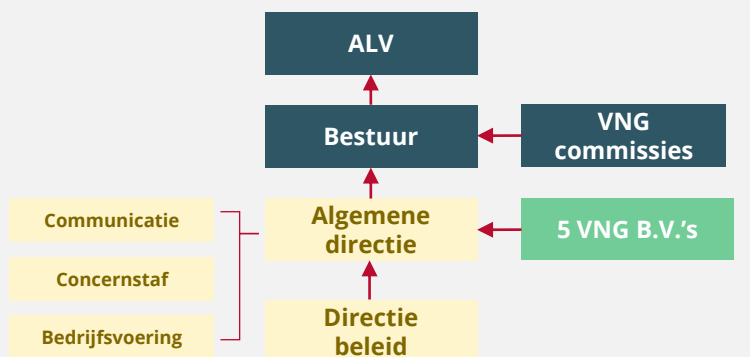 ALV
Bestuur
VNG
commissies
Communicatie
Algemene
directie
5 VNG B.V.'s
Concernstaf
Bedrijfsvoering
Directie
beleid